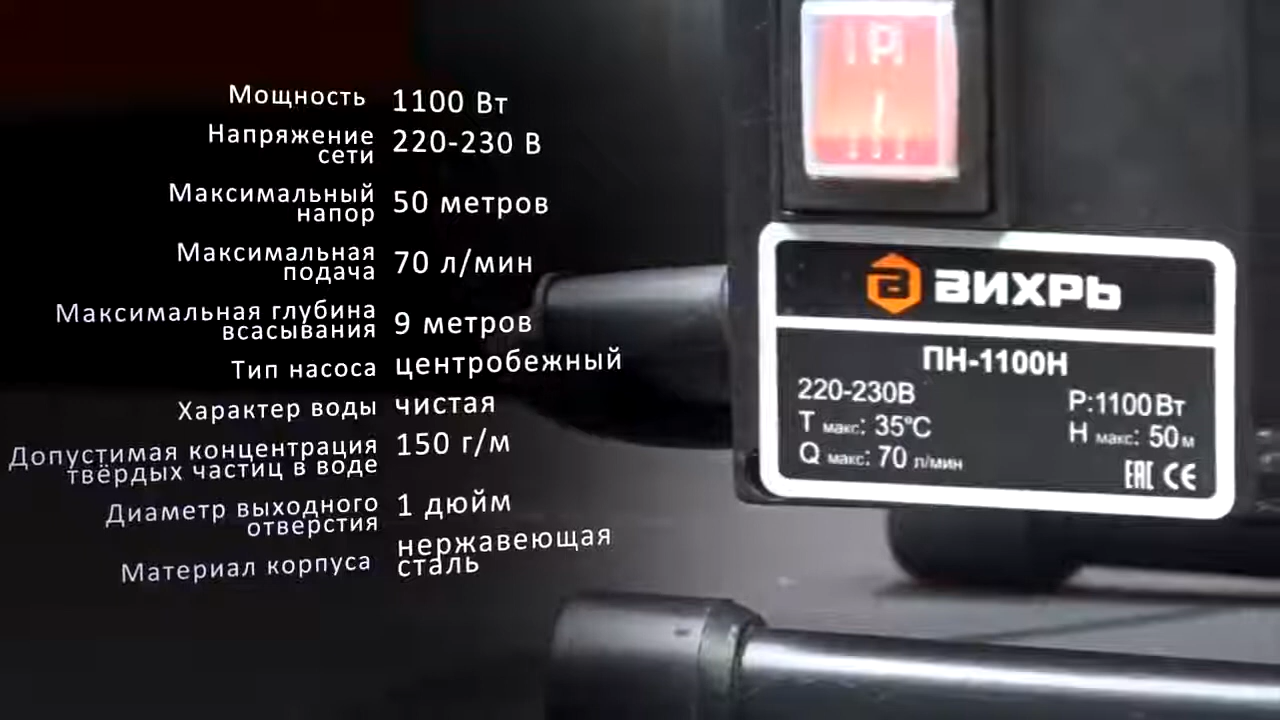 Мощность 1100 Вт
Напряжение
сети 220-230 В
Максимальный
напор 50 метров
Максимальная
подача 70 л/мин
Максимальная глубина
всасывания 9 метров
Тип насоса центробежный
Характер воды чистая
Допустимая концентрация 150 г/м
твёрдых частиц в воде
Диаметр выходного
отверстия 1 дюйм
Материал корпуса нержавеющая
сталь
ВИХРЬ
ПН-1100Н
220-230В P:1100Вт
T макс: 35°C H макс: 50м
Q макс: 70 л/мин EAC CE